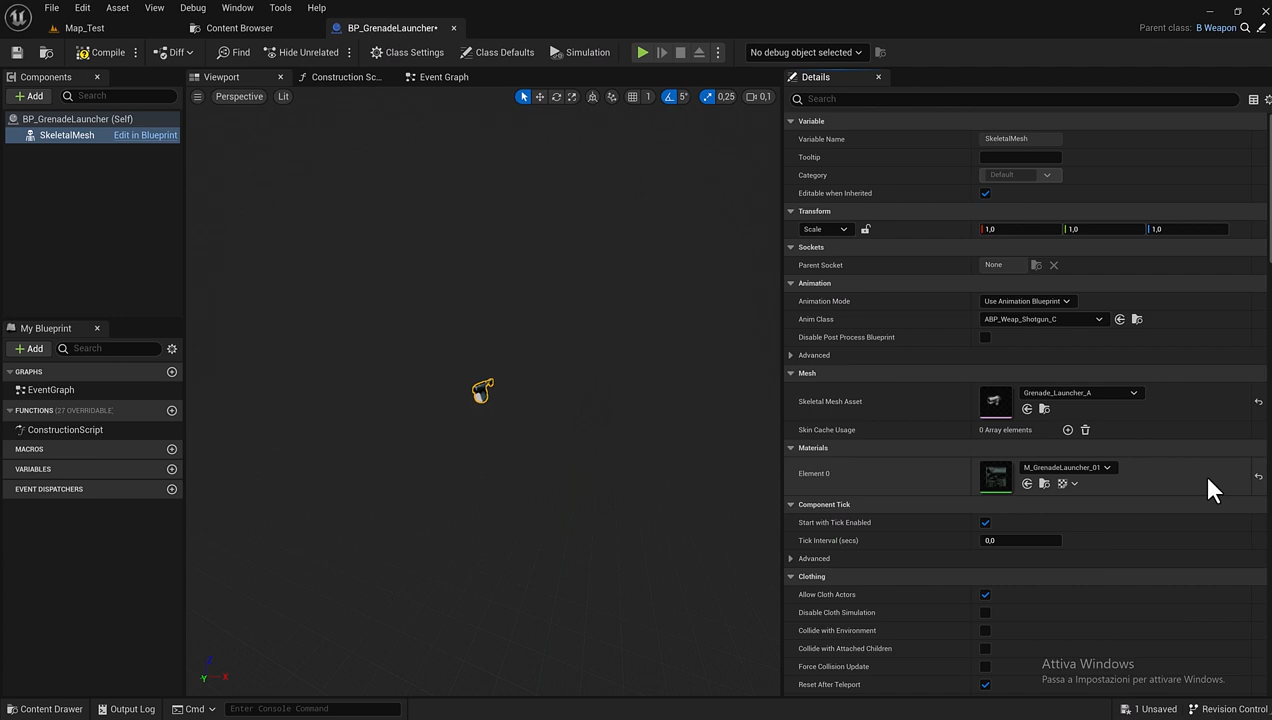 File Edit Asset View Debug Window Tools Help
Map_Test Content Browser BP_GrenadeLauncher• Parent class: B Weapon
Compile Diff Find Hide Unrelated Class Settings Class Defaults Simulation No debug object selected
Components Viewport Construction Sc... Event Graph Details
+ Add Search Perspective Lit 1 5° 0,25 0,1 Search
BP_GrenadeLauncher (Self)
SkeletalMesh Edit in Blueprint
Variable
Variable Name SkeletalMesh
Tooltip
Category Default
Editable when Inherited
Transform
Scale 1,0 1,0 1,0
Sockets
Parent Socket None
Animation
Animation Mode Use Animation Blueprint
Anim Class ABP_Weap_Shotgun_C
Disable Post Process Blueprint
Advanced
Mesh
Skeletal Mesh Asset Grenade_Launcher_A
Skin Cache Usage 0 Array elements
Materials
Element 0 M_GrenadeLauncher_01
Component Tick
Start with Tick Enabled
Tick Interval (secs) 0,0
Advanced
Clothing
Allow Cloth Actors
Disable Cloth Simulation
Collide with Environment
Collide with Attached Children
Force Collision Update
Reset After Teleport
My Blueprint
+ Add Search
GRAPHS
EventGraph
FUNCTIONS (27 OVERRIDABLE)
ConstructionScript
MACROS
VARIABLES
EVENT DISPATCHERS
Z
Y X
Attiva Windows
Passa a Impostazioni per attivare Windows.
Content Drawer Output Log Cmd Enter Console Command 1 Unsaved Revision Control